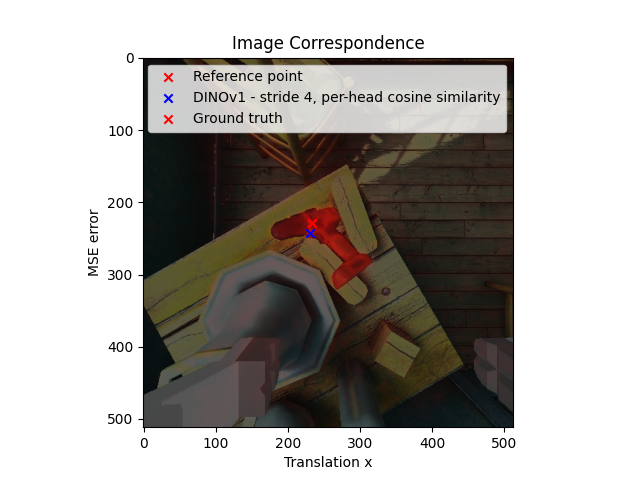 Image Correspondence
Reference point
DINOv1 - stride 4, per-head cosine similarity
Ground truth
MSE error
0
100
200
300
400
500
0 100 200 300 400 500
Translation x